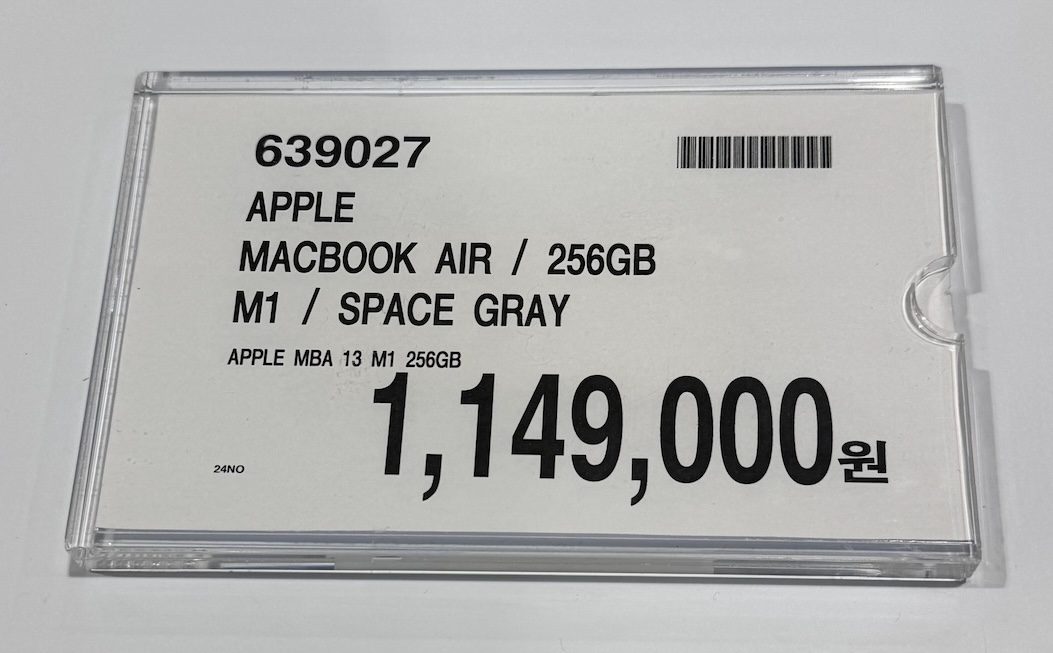 639027
APPLE
MACBOOK AIR / 256GB
M1 / SPACE GRAY
APPLE MBA 13 M1 256GB
1,149,000원
24NO